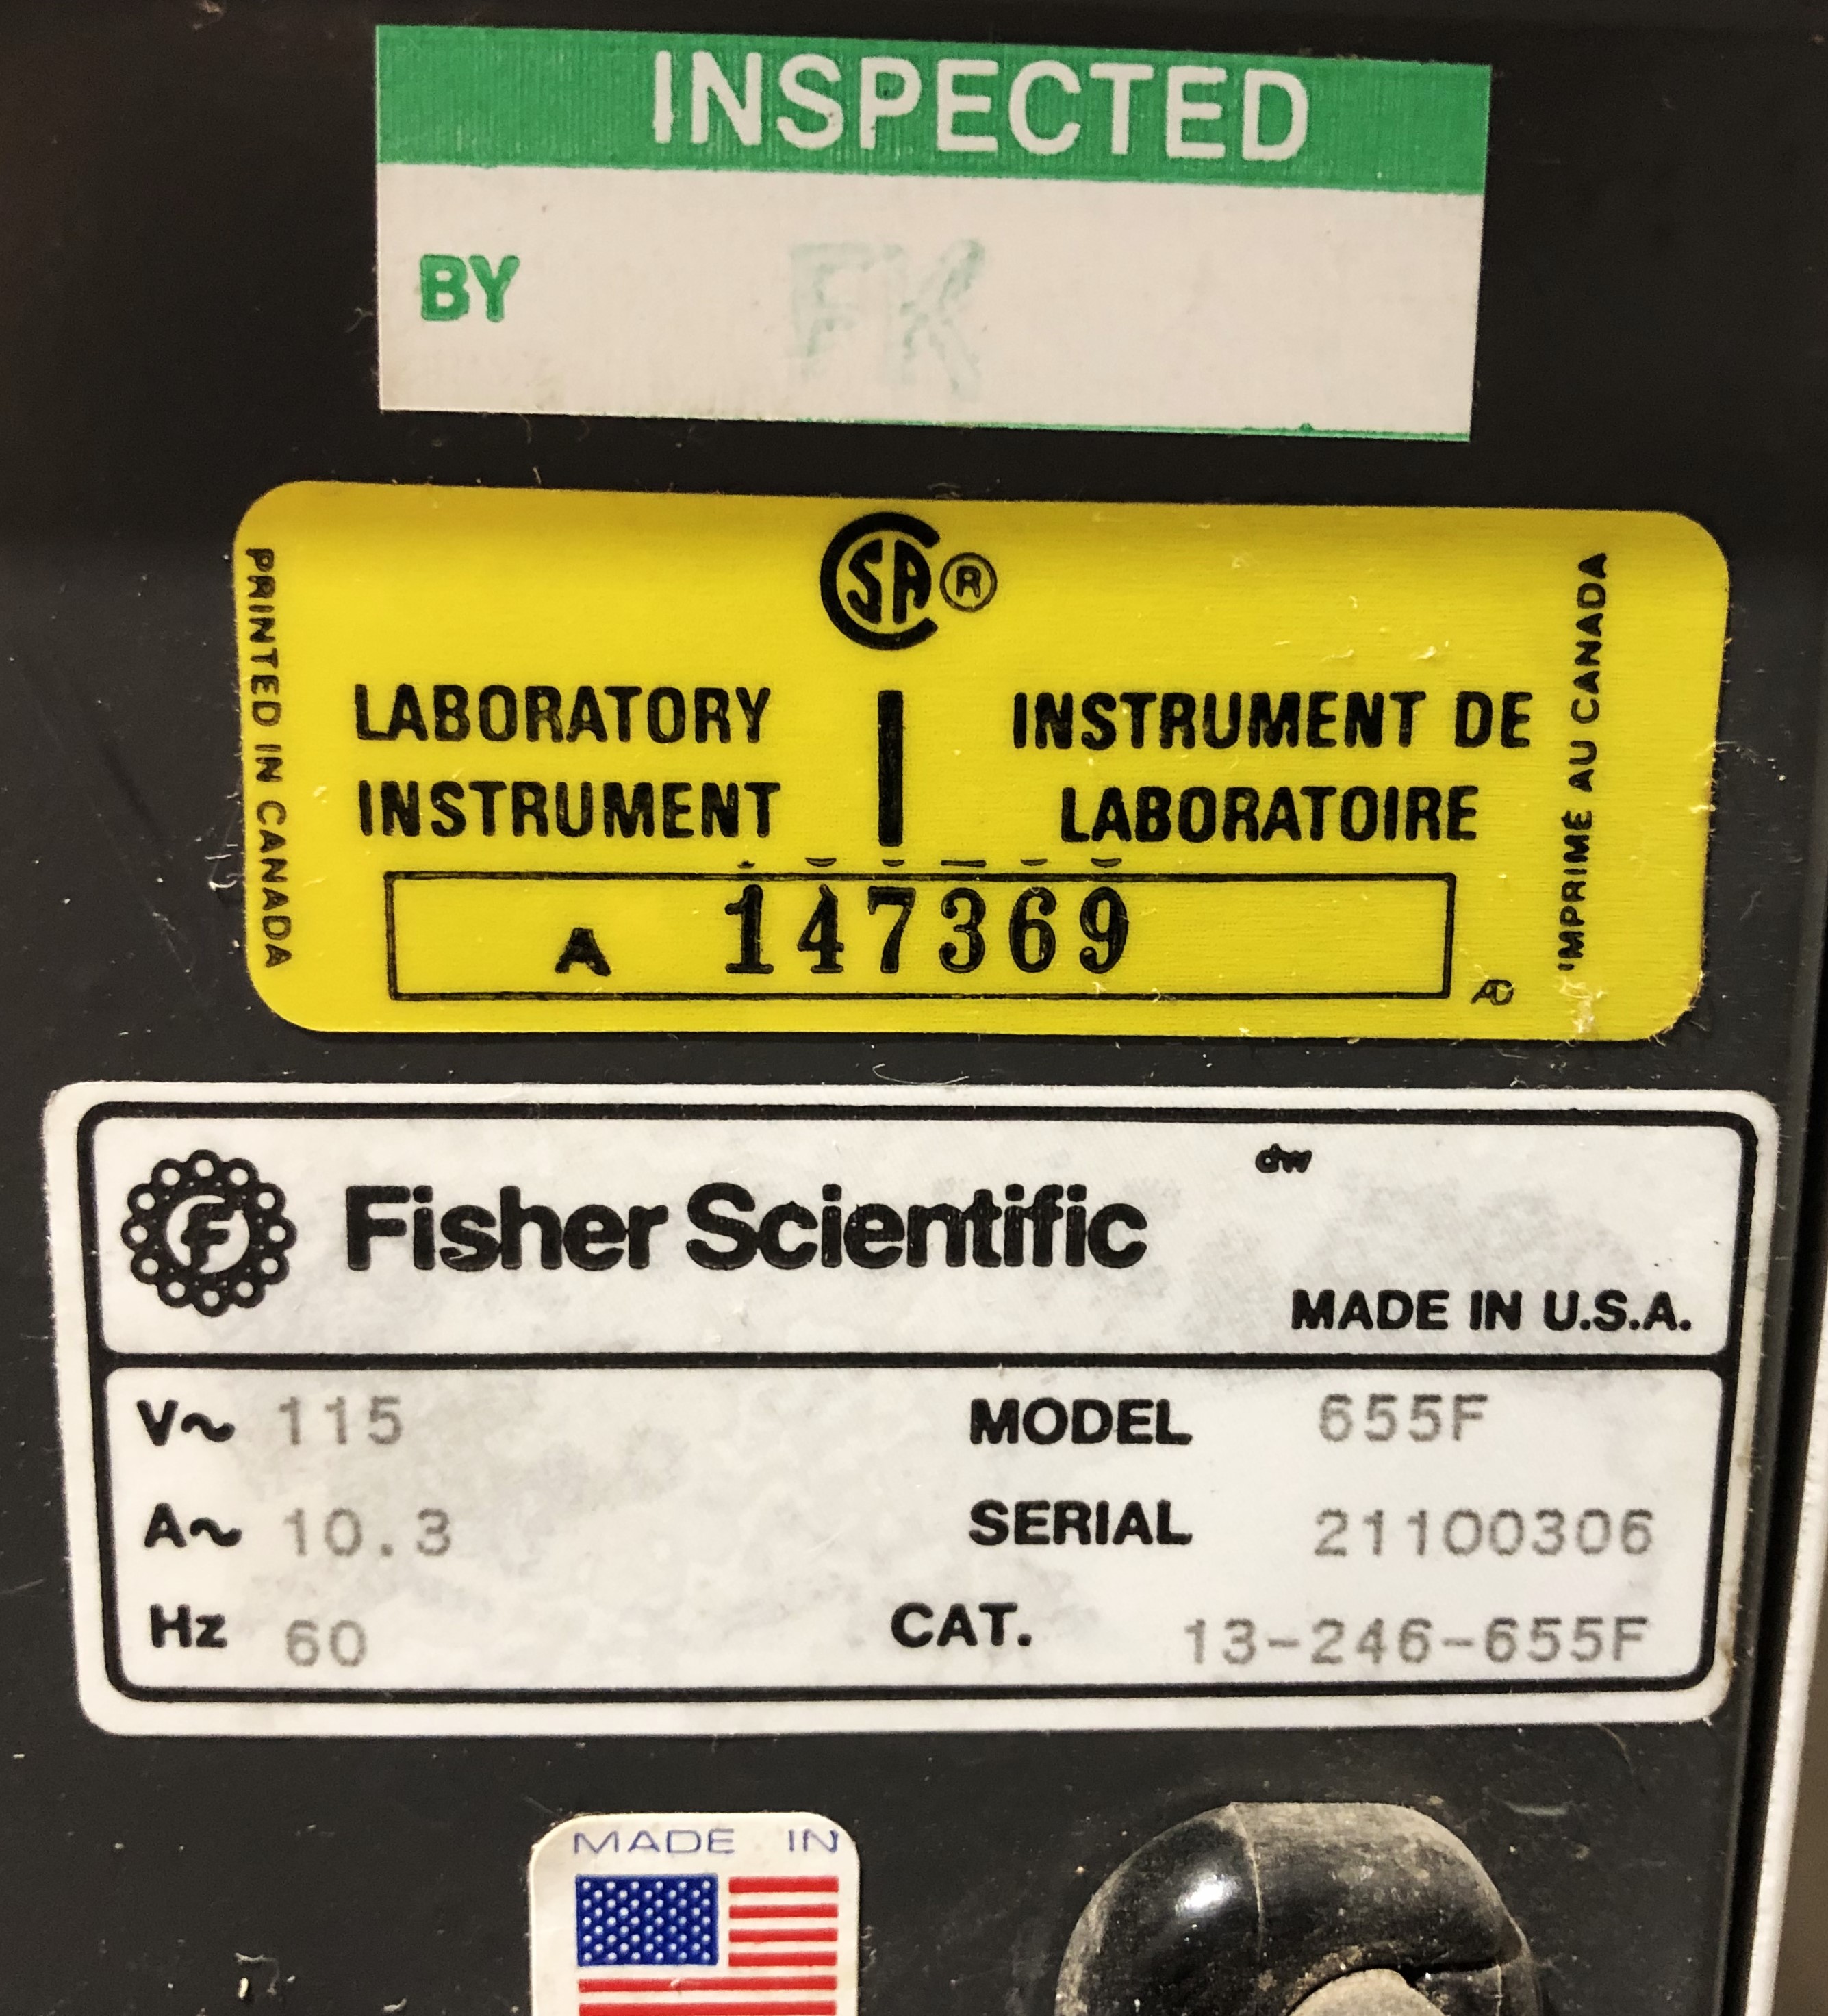 INSPECTED
BY FK
CSA ®
PRINTED IN CANADA
LABORATORY
INSTRUMENT
INSTRUMENT DE
LABORATOIRE
A 147369
IMPRIMÉ AU CANADA
dw
F Fisher Scientific
MADE IN U.S.A.
V~ 115 MODEL 655F
A~ 10.3 SERIAL 21100306
Hz 60 CAT. 13-246-655F
MADE IN